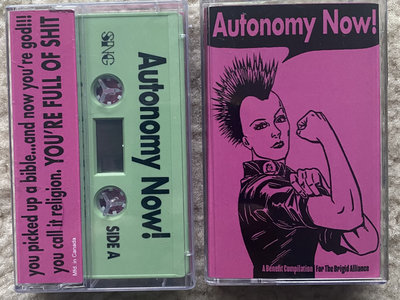 you picked up a bible...and now you're god!!!
you call it religion. YOU'RE FULL OF SHIT
Mfd. in Canada
Autonomy Now!
SIDE A
Autonomy Now!
A Benefit Compilation For The Brigid Alliance